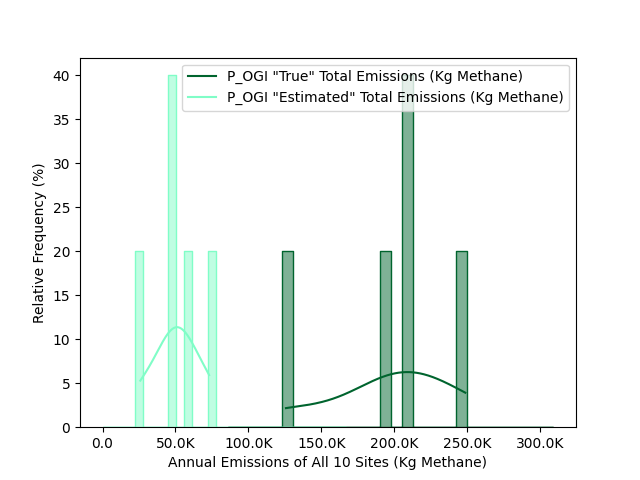 P_OGI "True" Total Emissions (Kg Methane)
P_OGI "Estimated" Total Emissions (Kg Methane)
40
35
30
25
20
15
10
5
0
Relative Frequency (%)
0.0 50.0K 100.0K 150.0K 200.0K 250.0K 300.0K
Annual Emissions of All 10 Sites (Kg Methane)